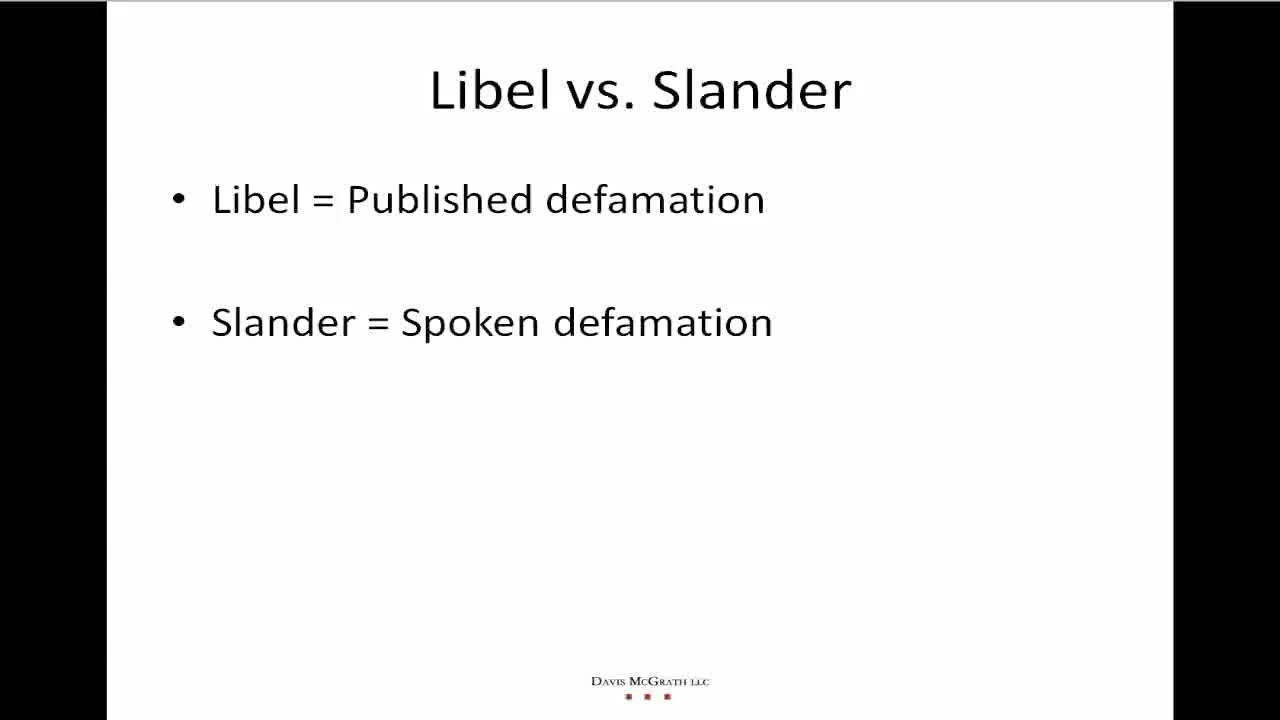 Libel vs. Slander
• Libel = Published defamation
• Slander = Spoken defamation
Davis McGrath LLC